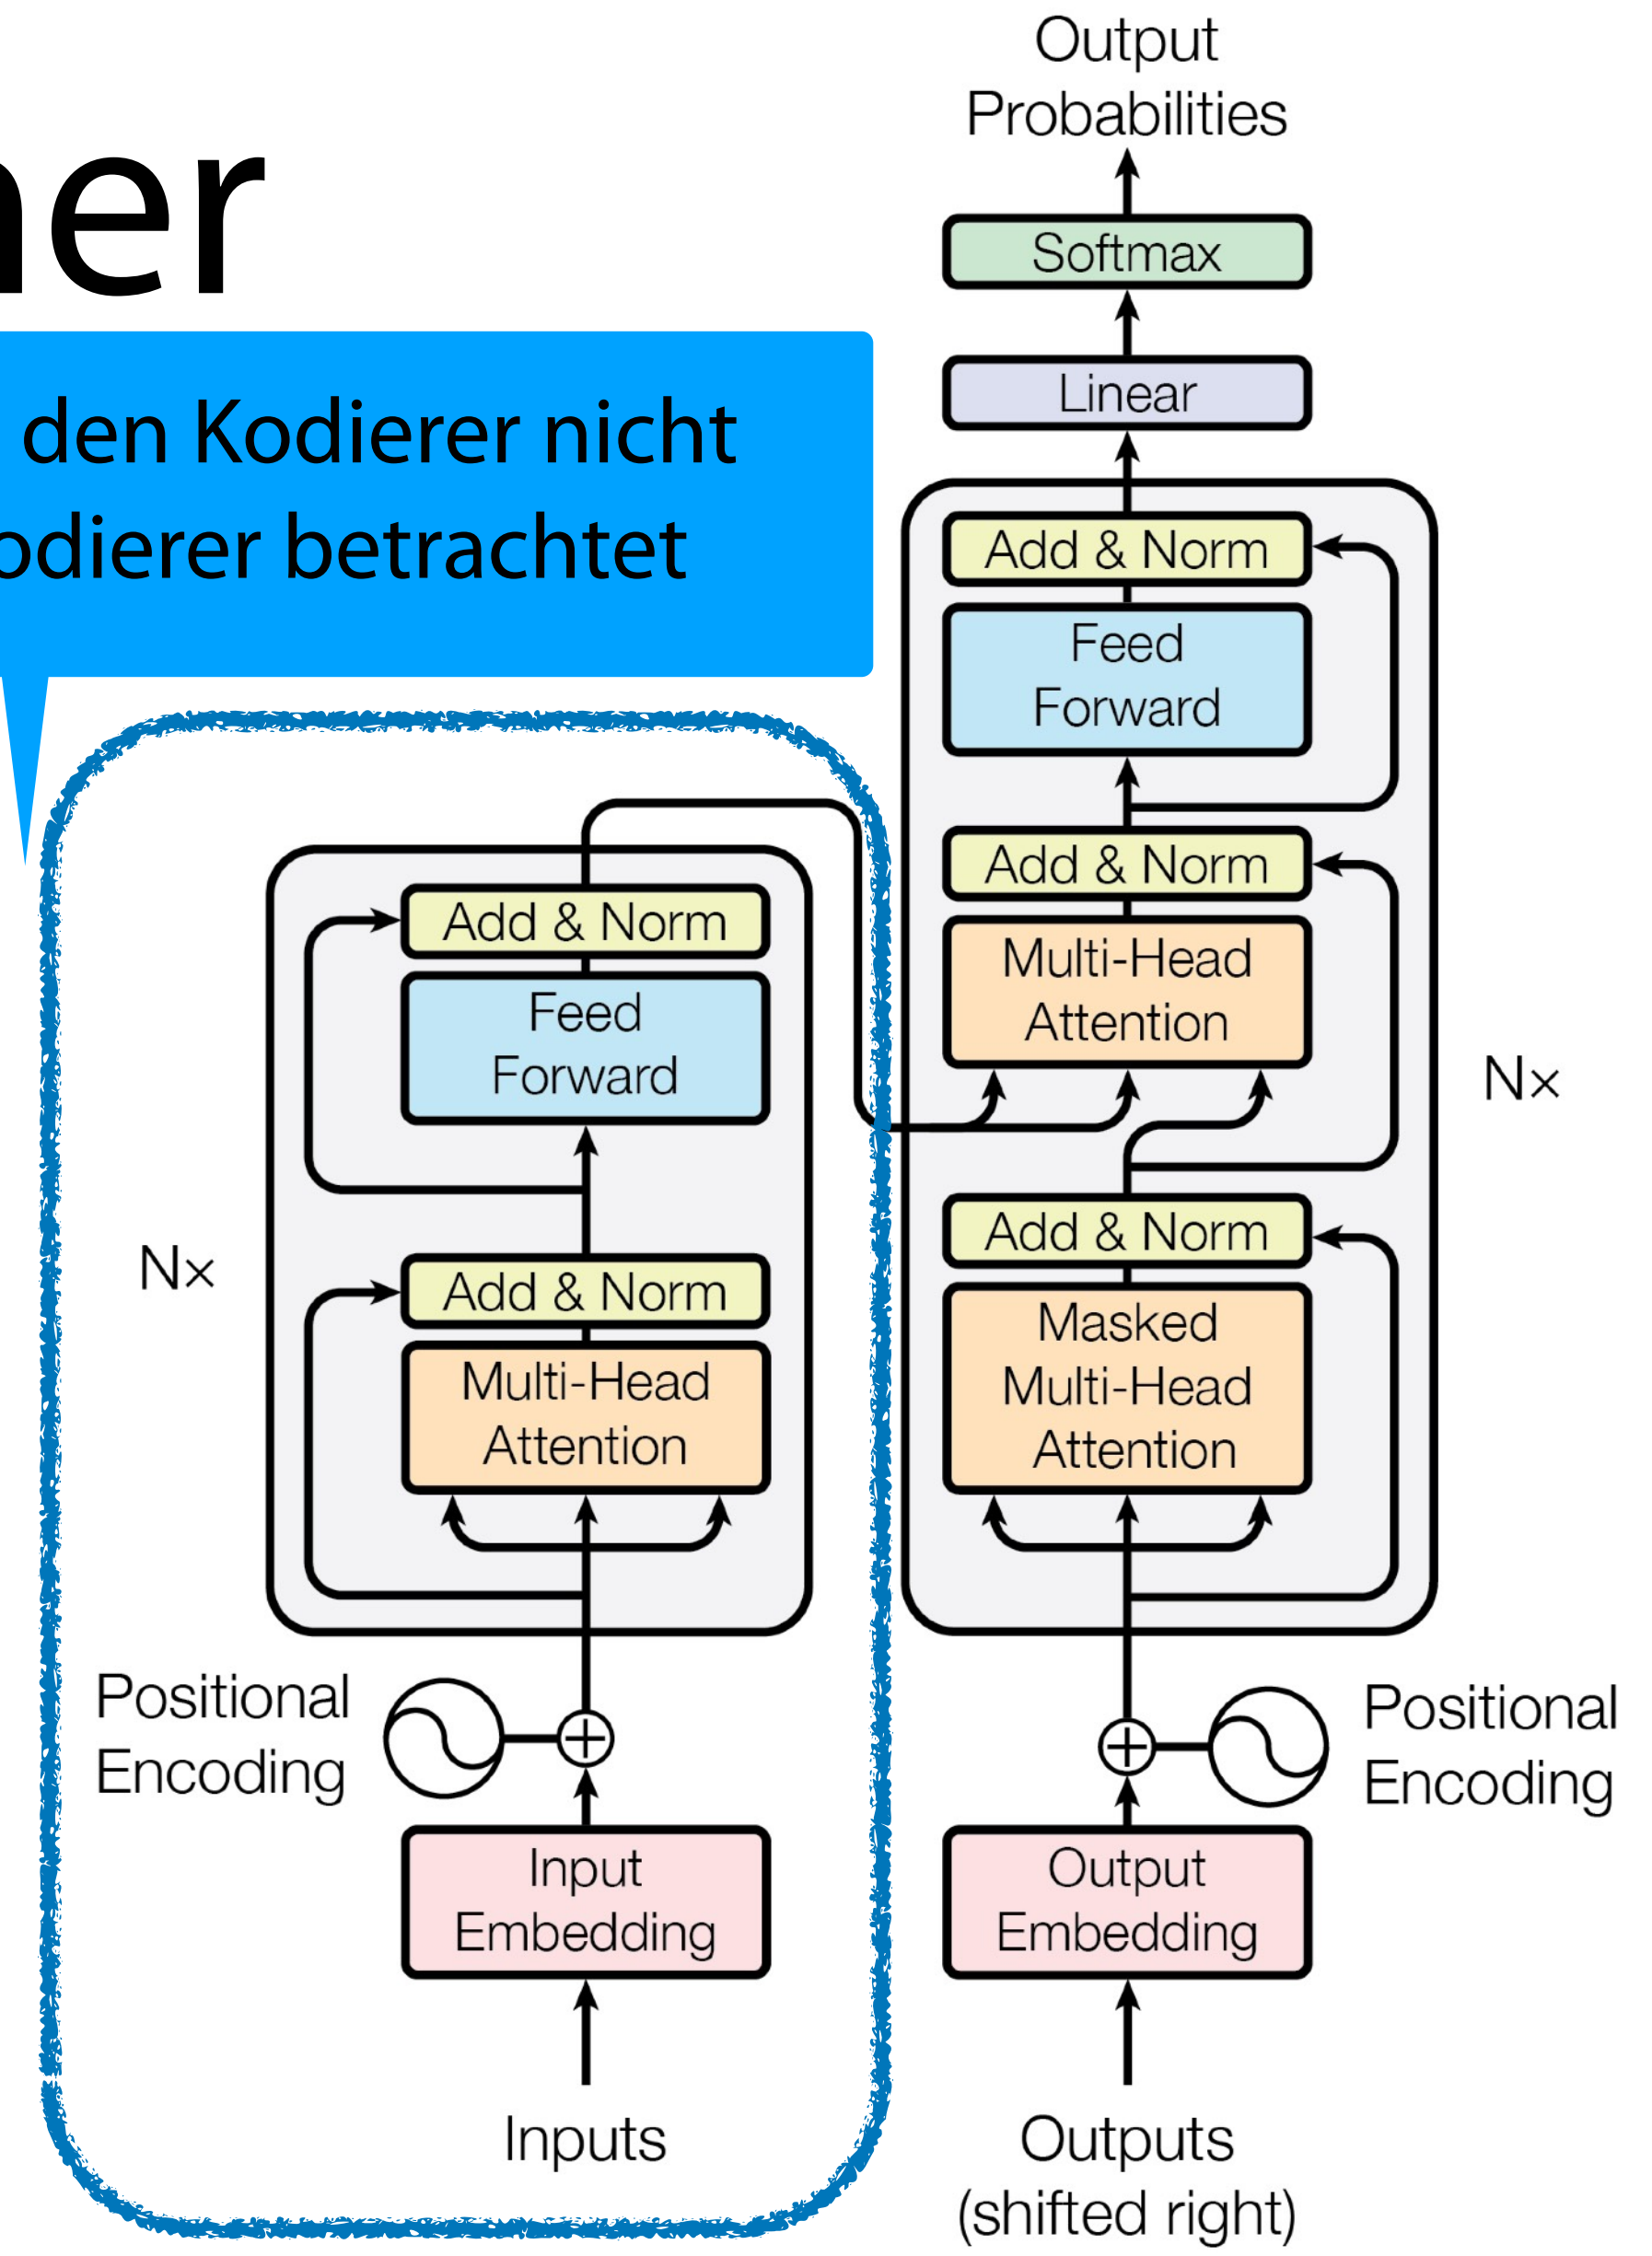 ner
den Kodierer nicht
odierer betrachtet
Output
Probabilities
Softmax
Linear
Add & Norm
Feed
Forward
Add & Norm
Multi-Head
Attention
Nx
Add & Norm
Masked
Multi-Head
Attention
Positional
Encoding
Output
Embedding
Outputs
(shifted right)
Add & Norm
Feed
Forward
Nx
Add & Norm
Multi-Head
Attention
Positional
Encoding
Input
Embedding
Inputs